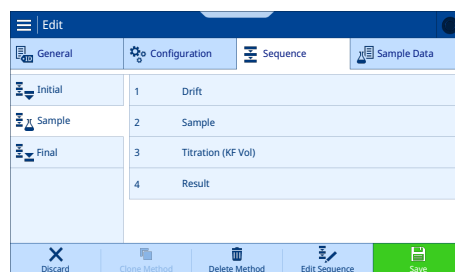 Edit
General
Configuration
Sequence
Sample Data
Initial
Sample
Final
1 Drift
2 Sample
3 Titration (KF Vol)
4 Result
Discard
Clone Method
Delete Method
Edit Sequence
Save